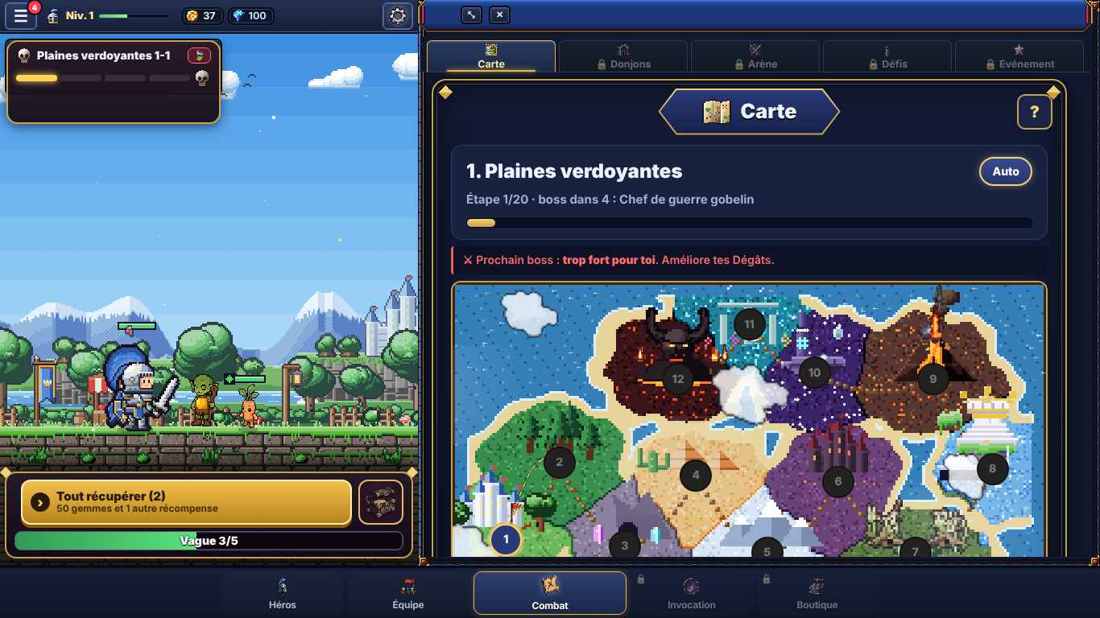 4
Niv. 1
37
100
Plaines verdoyantes 1-1
Tout récupérer (2)
50 gemmes et 1 autre récompense
Vague 3/5
Carte
Donjons
Arène
Défis
Événement
Carte
?
1. Plaines verdoyantes
Auto
Étape 1/20 · boss dans 4 : Chef de guerre gobelin
Prochain boss : trop fort pour toi. Améliore tes Dégâts.
11
12
10
9
2
4
6
8
1
3
5
7
Héros
Équipe
Combat
Invocation
Boutique